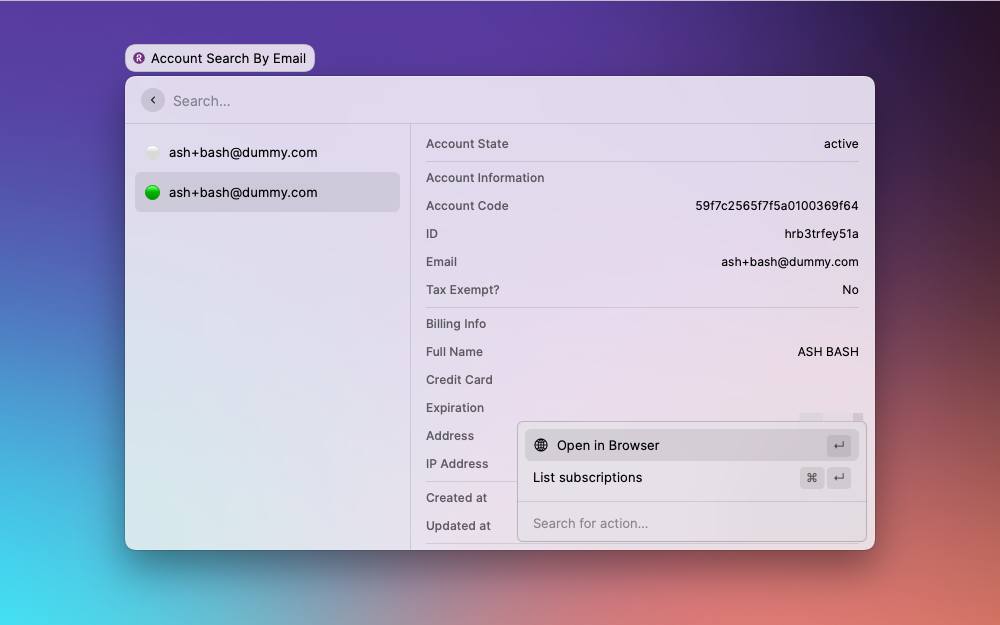 Account Search By Email
Search...
ash+bash@dummy.com
ash+bash@dummy.com
Account State active
Account Information
Account Code 59f7c2565f7f5a0100369f64
ID hrb3trfey51a
Email ash+bash@dummy.com
Tax Exempt? No
Billing Info
Full Name ASH BASH
Credit Card
Expiration
Address
IP Address
Created at
Updated at
Open in Browser ↵
List subscriptions ⌘ ↵
Search for action...